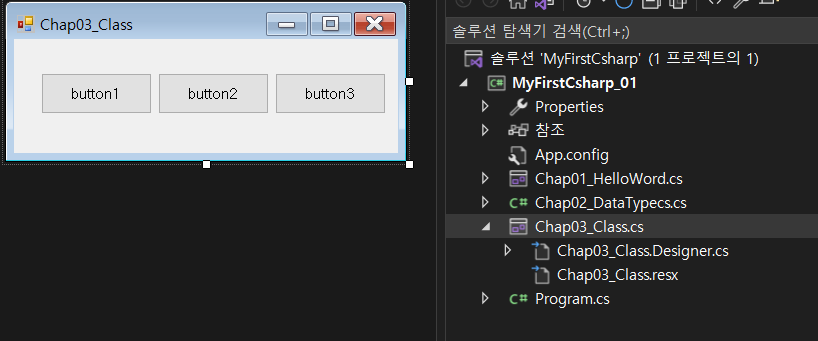 Chap03_Class
button1
button2
button3
솔루션 탐색기 검색(Ctrl+;)
솔루션 'MyFirstCsharp' (1 프로젝트의 1)
C# MyFirstCsharp_01
Properties
참조
App.config
Chap01_HelloWord.cs
C# Chap02_DataTypecs.cs
Chap03_Class.cs
Chap03_Class.Designer.cs
Chap03_Class.resx
C# Program.cs